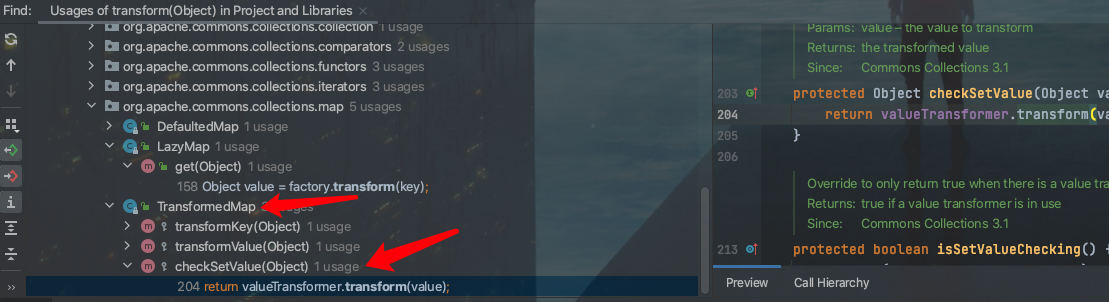 Find: Usages of transform(Object) in Project and Libraries ×
org.apache.commons.collections.collection 1 usage
org.apache.commons.collections.comparators 2 usages
org.apache.commons.collections.functors 3 usages
org.apache.commons.collections.iterators 3 usages
org.apache.commons.collections.map 5 usages
DefaultedMap 1 usage
LazyMap 1 usage
get(Object) 1 usage
158 Object value = factory.transform(key);
TransformedMap
transformKey(Object) 1 usage
transformValue(Object) 1 usage
checkSetValue(Object) 1 usage
204 return valueTransformer.transform(value);
Params: value – the value to transform
Returns: the transformed value
Since: Commons Collections 3.1
203 protected Object checkSetValue(Object va
204 return valueTransformer.transform(va
205 }
206
Override to only return true when there is a value tra
Returns: true if a value transformer is in use
Since: Commons Collections 3.1
213 protected boolean isSetValueChecking() {
Preview Call Hierarchy